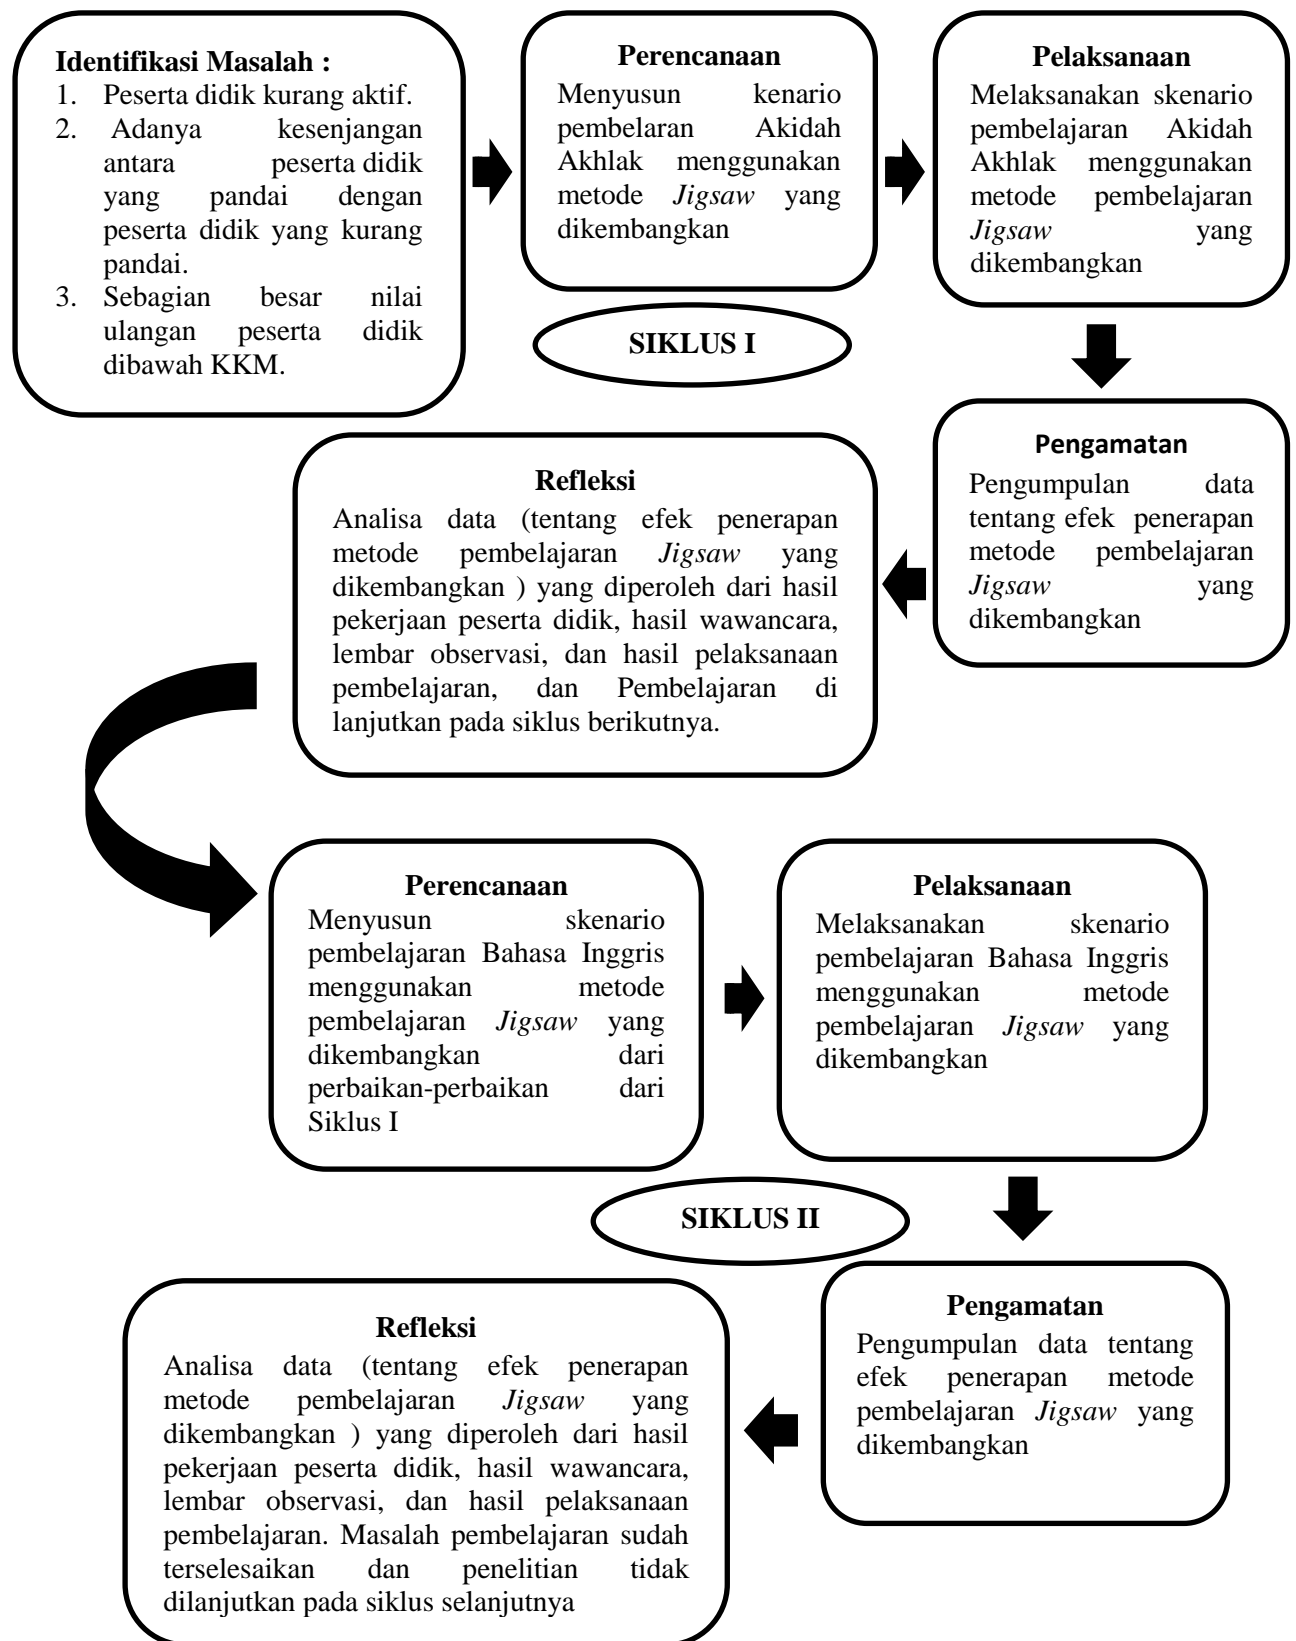 Identifikasi Masalah :
1. Peserta didik kurang aktif.
2. Adanya kesenjangan
antara peserta didik
yang pandai dengan
peserta didik yang kurang
pandai.
3. Sebagian besar nilai
ulangan peserta didik
dibawah KKM.
Perencanaan
Menyusun kenario
pembelaran Akidah
Akhlak menggunakan
metode Jigsaw yang
dikembangkan
Pelaksanaan
Melaksanakan skenario
pembelajaran Akidah
Akhlak menggunakan
metode pembelajaran
Jigsaw yang
dikembangkan
SIKLUS I
Pengamatan
Pengumpulan data
tentang efek penerapan
metode pembelajaran
Jigsaw yang
dikembangkan
Refleksi
Analisa data (tentang efek penerapan
metode pembelajaran Jigsaw yang
dikembangkan ) yang diperoleh dari hasil
pekerjaan peserta didik, hasil wawancara,
lembar observasi, dan hasil pelaksanaan
pembelajaran, dan Pembelajaran di
lanjutkan pada siklus berikutnya.
Perencanaan
Menyusun skenario
pembelajaran Bahasa Inggris
menggunakan metode
pembelajaran Jigsaw yang
dikembangkan dari
perbaikan-perbaikan dari
Siklus I
Pelaksanaan
Melaksanakan skenario
pembelajaran Bahasa Inggris
menggunakan metode
pembelajaran Jigsaw yang
dikembangkan
SIKLUS II
Pengamatan
Pengumpulan data tentang
efek penerapan metode
pembelajaran Jigsaw yang
dikembangkan
Refleksi
Analisa data (tentang efek penerapan
metode pembelajaran Jigsaw yang
dikembangkan ) yang diperoleh dari hasil
pekerjaan peserta didik, hasil wawancara,
lembar observasi, dan hasil pelaksanaan
pembelajaran. Masalah pembelajaran sudah
terselesaikan dan penelitian tidak
dilanjutkan pada siklus selanjutnya